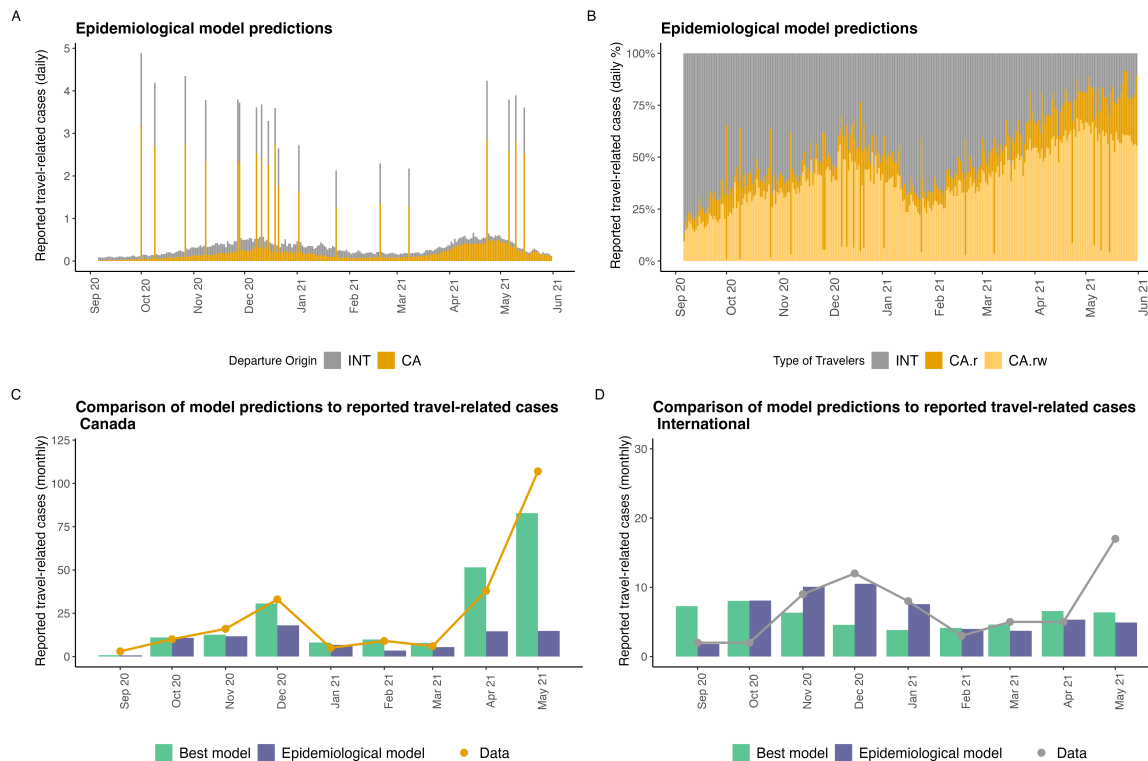 A
Epidemiological model predictions
Reported travel-related cases (daily)
5
4
3
2
1
0
Sep 20
Oct 20
Nov 20
Dec 20
Jan 21
Feb 21
Mar 21
Apr 21
May 21
Jun 21
Departure Origin INT CA
B
Epidemiological model predictions
Reported travel-related cases (daily %)
100%
75%
50%
25%
0%
Sep 20
Oct 20
Nov 20
Dec 20
Jan 21
Feb 21
Mar 21
Apr 21
May 21
Jun 21
Type of Travelers INT CA.r CA.rw
C
Comparison of model predictions to reported travel-related cases
Canada
Reported travel-related cases (monthly)
125
100
75
50
25
0
Sep 20
Oct 20
Nov 20
Dec 20
Jan 21
Feb 21
Mar 21
Apr 21
May 21
Best model Epidemiological model Data
D
Comparison of model predictions to reported travel-related cases
International
Reported travel-related cases (monthly)
30
20
10
0
Sep 20
Oct 20
Nov 20
Dec 20
Jan 21
Feb 21
Mar 21
Apr 21
May 21
Best model Epidemiological model Data